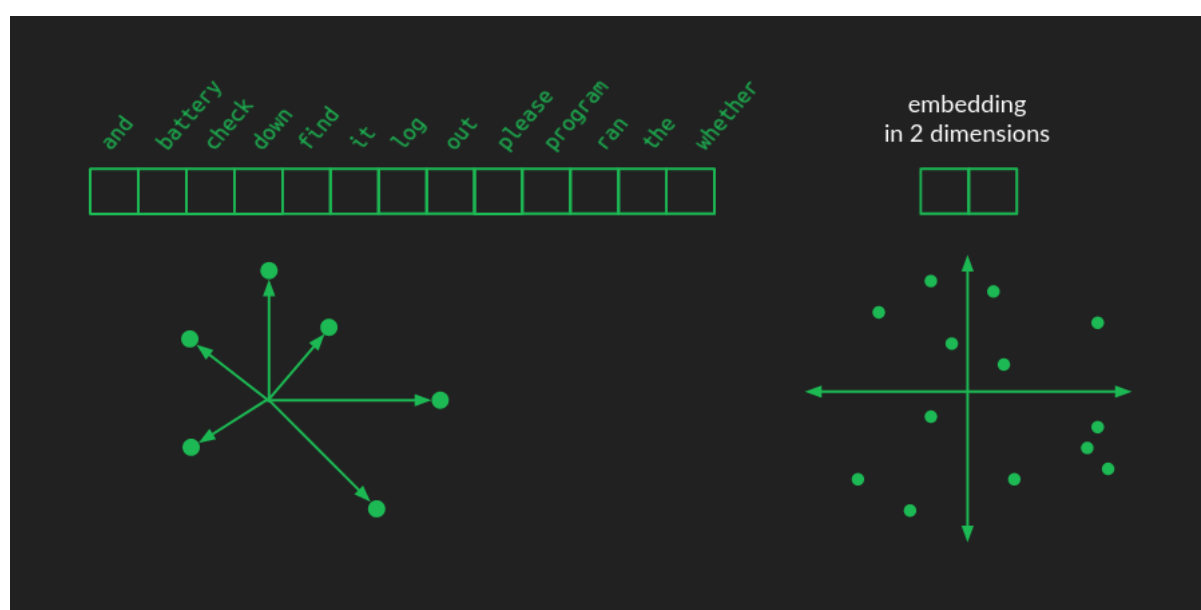 and battery check down find it log out please program ran the whether
embedding
in 2 dimensions